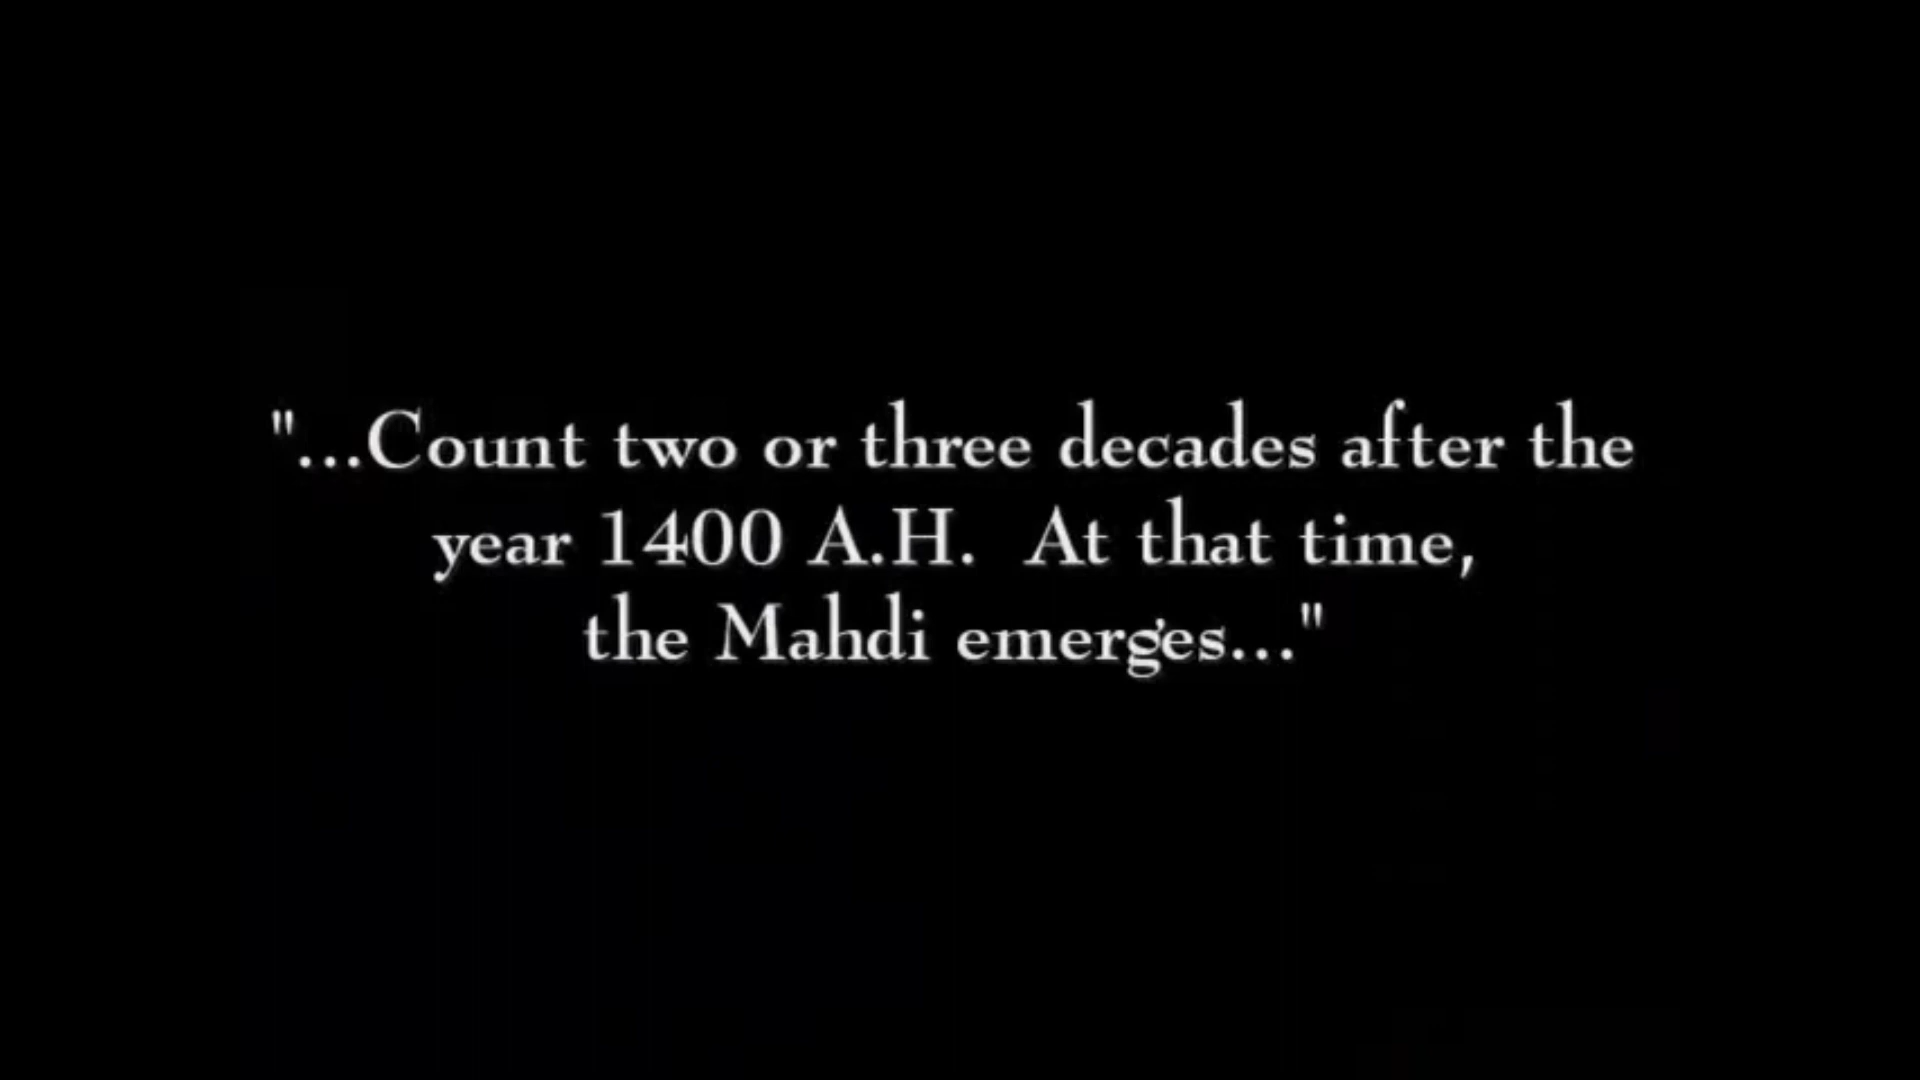 "...Count two or three decades after the
year 1400 A.H.  At that time,
the Mahdi emerges..."